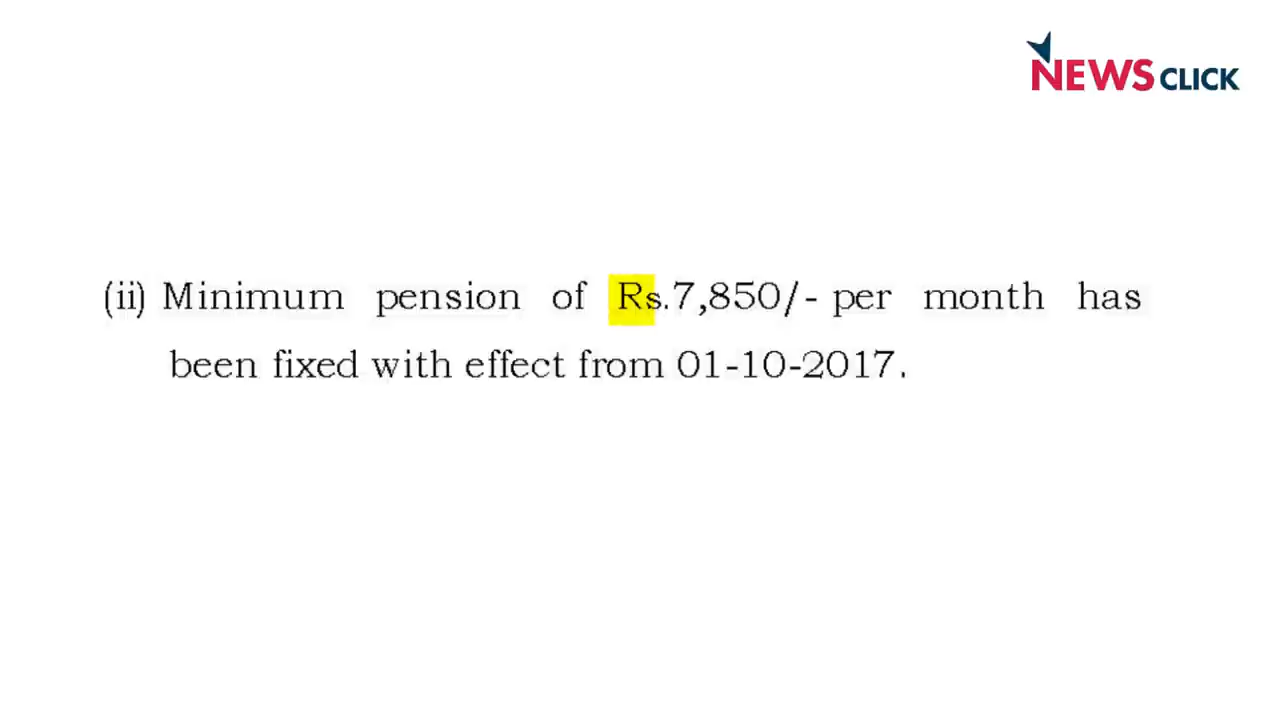 NEWS CLICK
(ii) Minimum pension of Rs.7,850/- per month has
been fixed with effect from 01-10-2017.